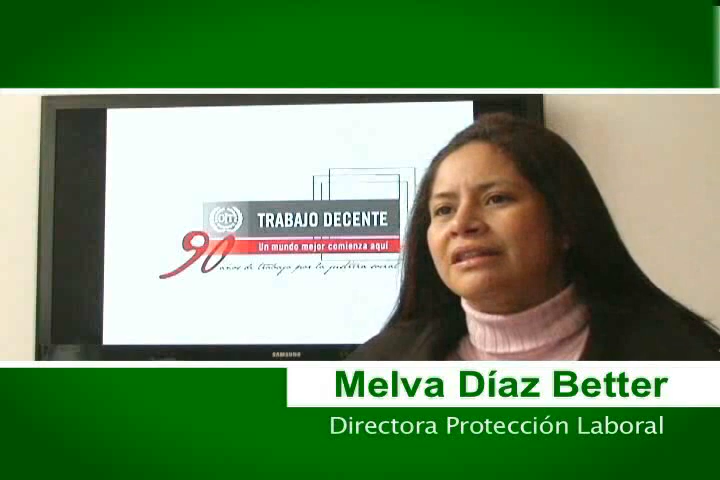 OIT
TRABAJO DECENTE
Un mundo mejor comienza aquí
90 años de trabajo por la justicia social
SAMSUNG
Melva Díaz Better
Directora Protección Laboral